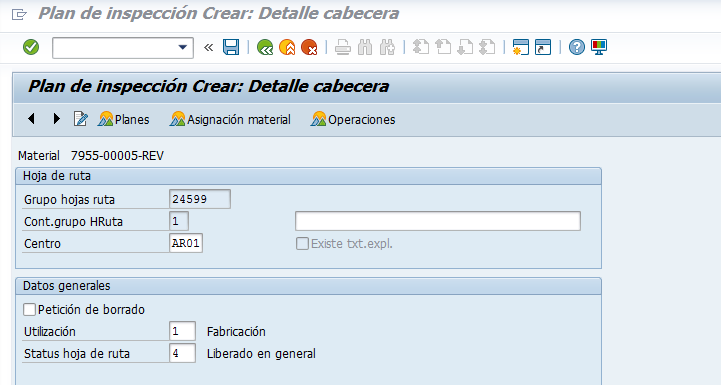 Plan de inspección Crear: Detalle cabecera
Plan de inspección Crear: Detalle cabecera
Planes Asignación material Operaciones
Material 7955-00005-REV
Hoja de ruta
Grupo hojas ruta 24599
Cont.grupo HRuta 1
Centro AR01 Existe txt.expl.
Datos generales
Petición de borrado
Utilización 1 Fabricación
Status hoja de ruta 4 Liberado en general